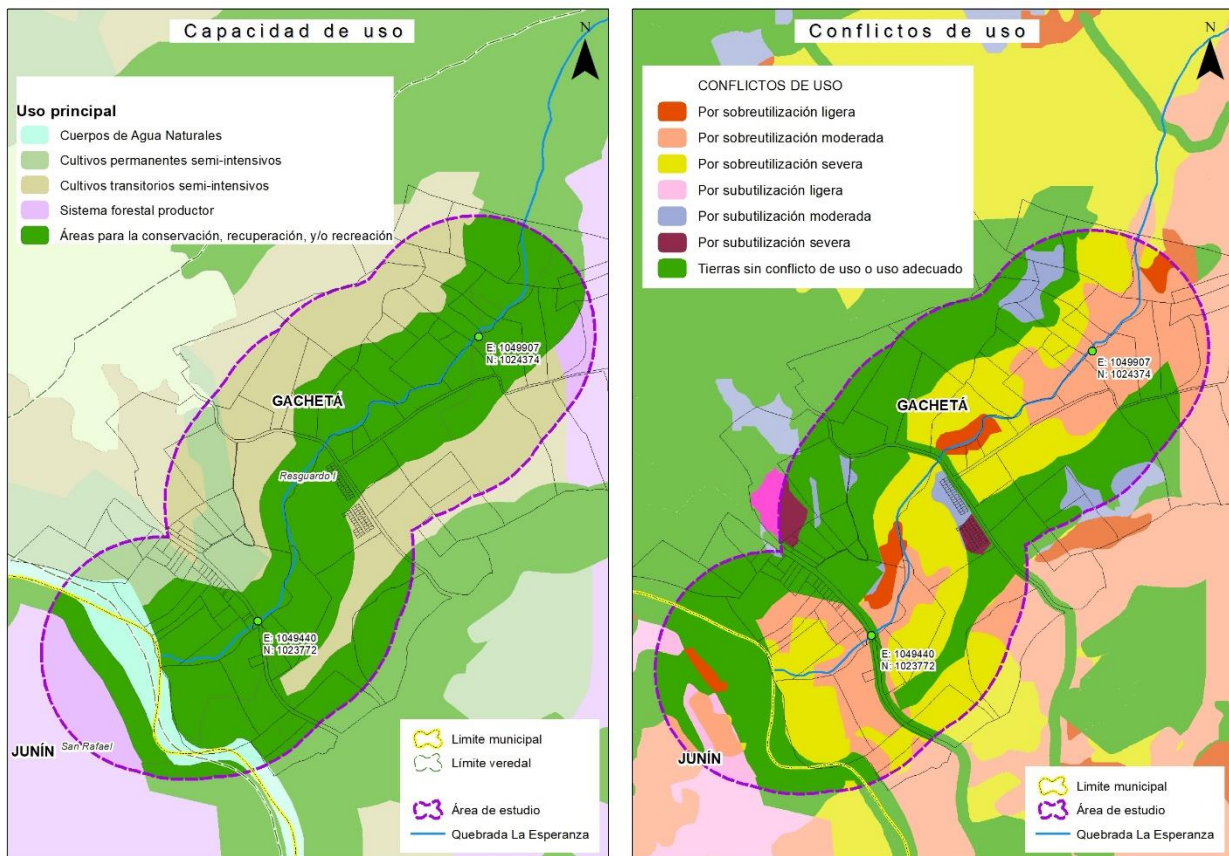 Capacidad de uso
N
Uso principal
Cuerpos de Agua Naturales
Cultivos permanentes semi-intensivos
Cultivos transitorios semi-intensivos
Sistema forestal productor
Áreas para la conservación, recuperación, y/o recreación
E: 1049907
N: 1024374
GACHETÁ
Resguardo I
E: 1049440
N: 1023772
JUNÍN
San Rafael
Limite municipal
Límite veredal
Área de estudio
Quebrada La Esperanza
Conflictos de uso
N
CONFLICTOS DE USO
Por sobreutilización ligera
Por sobreutilización moderada
Por sobreutilización severa
Por subutilización ligera
Por subutilización moderada
Por subutilización severa
Tierras sin conflicto de uso o uso adecuado
E: 1049907
N: 1024374
GACHETÁ
E: 1049440
N: 1023772
JUNÍN
Limite municipal
Área de estudio
Quebrada La Esperanza